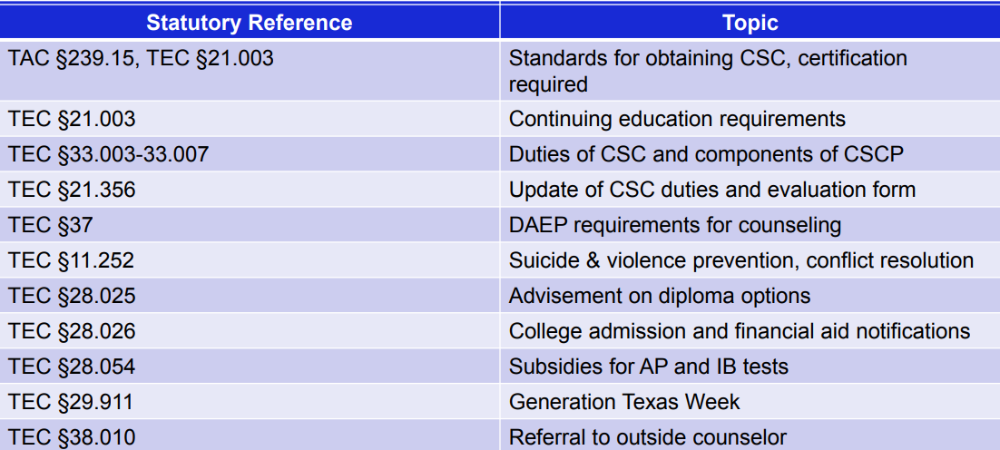 Statutory Reference Topic
TAC §239.15, TEC §21.003 Standards for obtaining CSC, certification
required
TEC §21.003 Continuing education requirements
TEC §33.003-33.007 Duties of CSC and components of CSCP
TEC §21.356 Update of CSC duties and evaluation form
TEC §37 DAEP requirements for counseling
TEC §11.252 Suicide & violence prevention, conflict resolution
TEC §28.025 Advisement on diploma options
TEC §28.026 College admission and financial aid notifications
TEC §28.054 Subsidies for AP and IB tests
TEC §29.911 Generation Texas Week
TEC §38.010 Referral to outside counselor